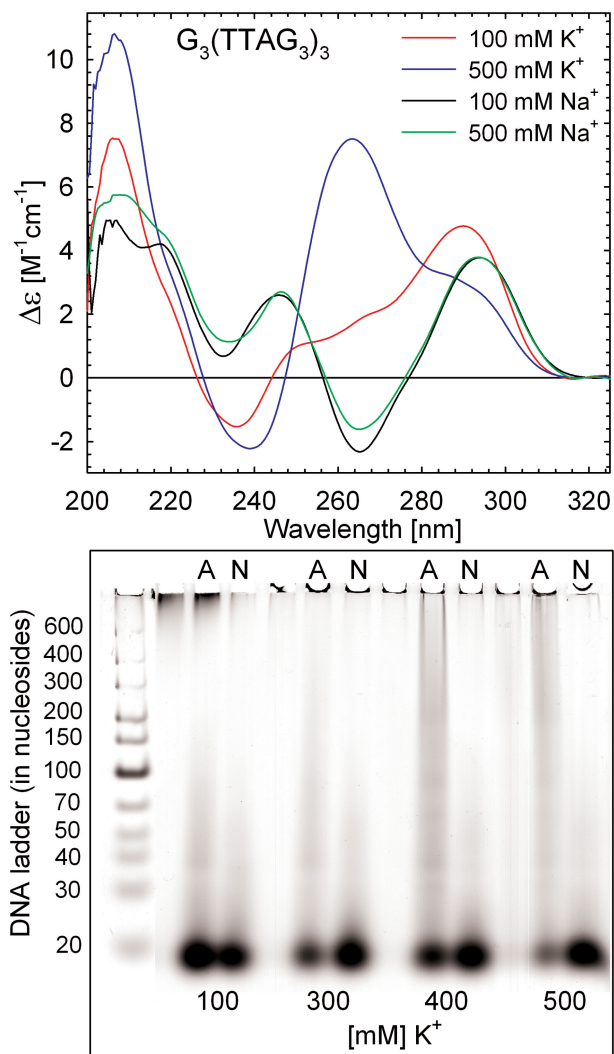 G₃(TTAG₃)₃
100 mM K⁺
500 mM K⁺
100 mM Na⁺
500 mM Na⁺
10
8
6
4
2
0
-2
Δε [M⁻¹cm⁻¹]
200 220 240 260 280 300 320
Wavelength [nm]
A N A N A N A N
600
400
300
200
150
100
70
50
40
30
20
DNA ladder (in nucleosides)
100 300 400 500
[mM] K⁺